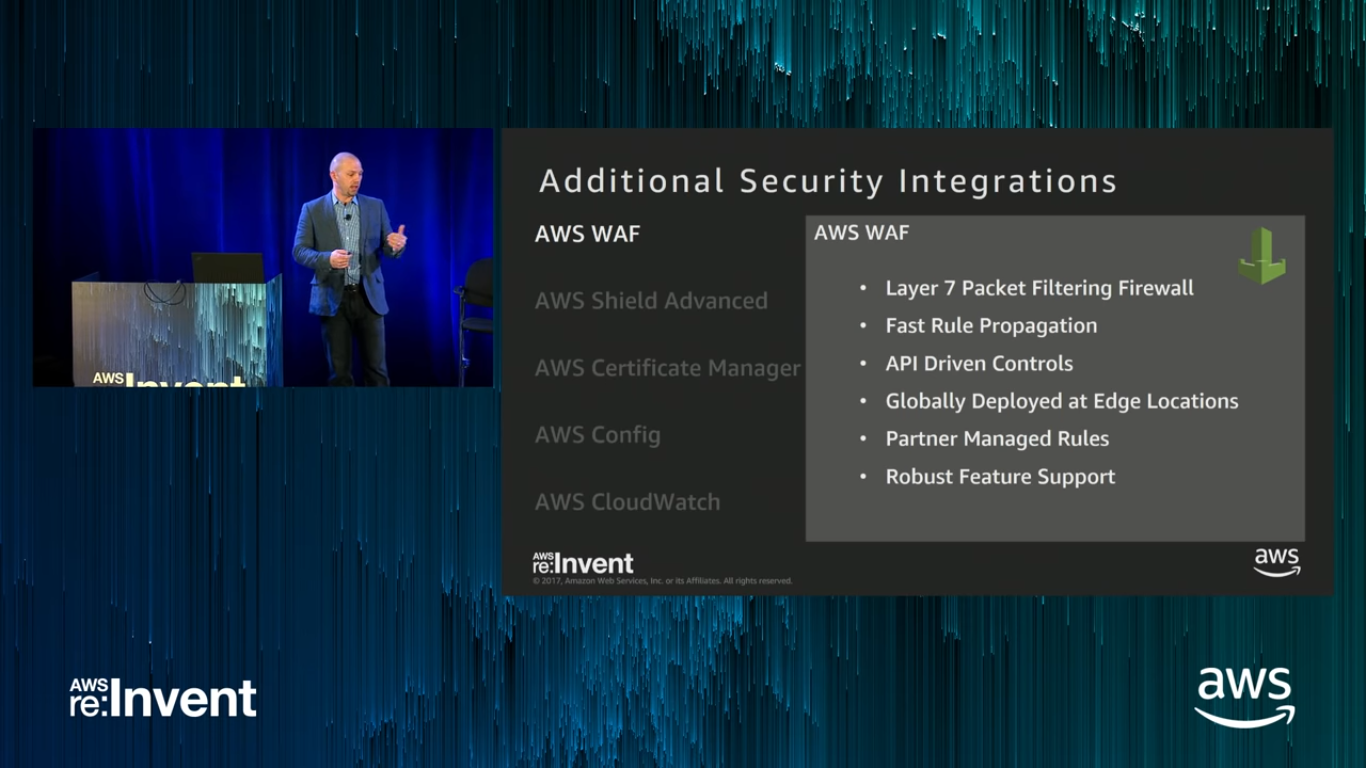 Additional Security Integrations
AWS WAF
AWS Shield Advanced
AWS Certificate Manager
AWS Config
AWS CloudWatch
AWS WAF
• Layer 7 Packet Filtering Firewall
• Fast Rule Propagation
• API Driven Controls
• Globally Deployed at Edge Locations
• Partner Managed Rules
• Robust Feature Support
AWS
re:Invent
© 2017, Amazon Web Services, Inc. or its Affiliates. All rights reserved.
aws
AWS
Invent
AWS
re:Invent
aws